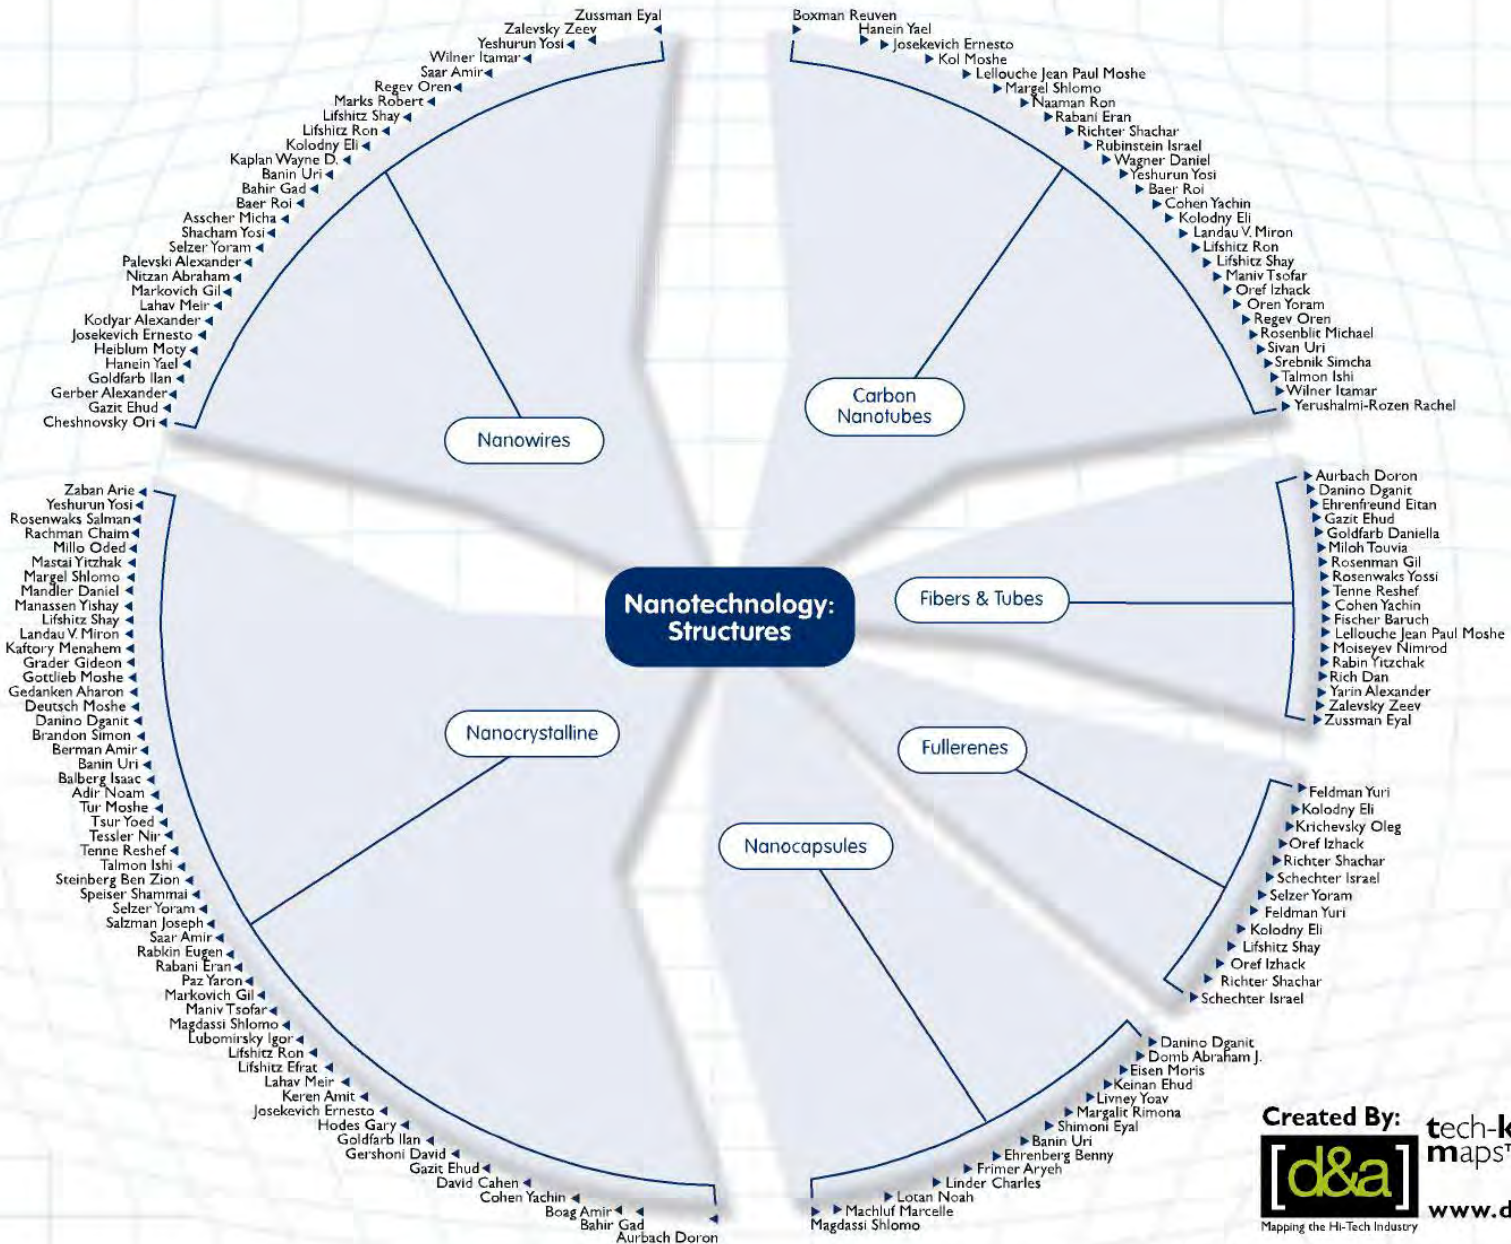 Zussman Eyal
Zalevsky Zeev
Yeshurun Yosi
Wilner Itamar
Saar Amir
Regev Oren
Marks Robert
Lifshitz Shay
Lifshitz Ron
Kolodny Eli
Kaplan Wayne D.
Banin Uri
Bahir Gad
Baer Roi
Asscher Micha
Shacham Yosi
Selzer Yoram
Palevski Alexander
Nitzan Abraham
Markovich Gil
Lahav Meir
Kotlyar Alexander
Josekevich Ernesto
Heiblum Moty
Hanein Yael
Goldfarb Ilan
Gerber Alexander
Gazit Ehud
Cheshnovsky Ori
Nanowires
Boxman Reuven
Hanein Yael
Josekevich Ernesto
Kol Moshe
Lellouche Jean Paul Moshe
Margel Shlomo
Naaman Ron
Rabani Eran
Richter Shachar
Rubinstein Israel
Wagner Daniel
Yeshurun Yosi
Baer Roi
Cohen Yachin
Kolodny Eli
Landau V. Miron
Lifshitz Ron
Lifshitz Shay
Maniv Tsofar
Oref Izhack
Oren Yoram
Regev Oren
Rosenblit Michael
Sivan Uri
Srebnik Simcha
Talmon Ishi
Wilner Itamar
Yerushalmi-Rozen Rachel
Carbon
Nanotubes
Nanotechnology:
Structures
Fibers & Tubes
Aurbach Doron
Danino Dganit
Ehrenfreund Eitan
Gazit Ehud
Goldfarb Daniella
Miloh Touvia
Rosenman Gil
Rosenwaks Yossi
Tenne Reshef
Cohen Yachin
Fischer Baruch
Lellouche Jean Paul Moshe
Moiseyev Nimrod
Rabin Yitzchak
Rich Dan
Yarin Alexander
Zalevsky Zeev
Zussman Eyal
Zaban Arie
Yeshurun Yosi
Rosenwaks Salman
Rachman Chaim
Millo Oded
Mastai Yitzhak
Margel Shlomo
Mandler Daniel
Manassen Yishay
Lifshitz Shay
Landau V. Miron
Kaftory Menahem
Grader Gideon
Gottlieb Moshe
Gedanken Aharon
Deutsch Moshe
Danino Dganit
Brandon Simon
Berman Amir
Banin Uri
Balberg Isaac
Adir Noam
Tur Moshe
Tsur Yoed
Tessler Nir
Tenne Reshef
Talmon Ishi
Steinberg Ben Zion
Speiser Shammai
Selzer Yoram
Salzman Joseph
Saar Amir
Rabkin Eugen
Rabani Eran
Paz Yaron
Markovich Gil
Maniv Tsofar
Magdassi Shlomo
Lubomirsky Igor
Lifshitz Ron
Lifshitz Efrat
Lahav Meir
Keren Amit
Josekevich Ernesto
Hodes Gary
Goldfarb Ilan
Gershoni David
Gazit Ehud
David Cahen
Cohen Yachin
Boag Amir
Bahir Gad
Aurbach Doron
Nanocrystalline
Fullerenes
Feldman Yuri
Kolodny Eli
Krichevsky Oleg
Oref Izhack
Richter Shachar
Schechter Israel
Selzer Yoram
Feldman Yuri
Kolodny Eli
Lifshitz Shay
Oref Izhack
Richter Shachar
Schechter Israel
Nanocapsules
Danino Dganit
Domb Abraham J.
Eisen Moris
Keinan Ehud
Livney Yoav
Margalit Rimona
Shimoni Eyal
Banin Uri
Ehrenberg Benny
Frimer Aryeh
Linder Charles
Lotan Noah
Machluf Marcelle
Magdassi Shlomo
Created By:
[d&a]
Mapping the Hi-Tech Industry
tech-k
maps™
www.d